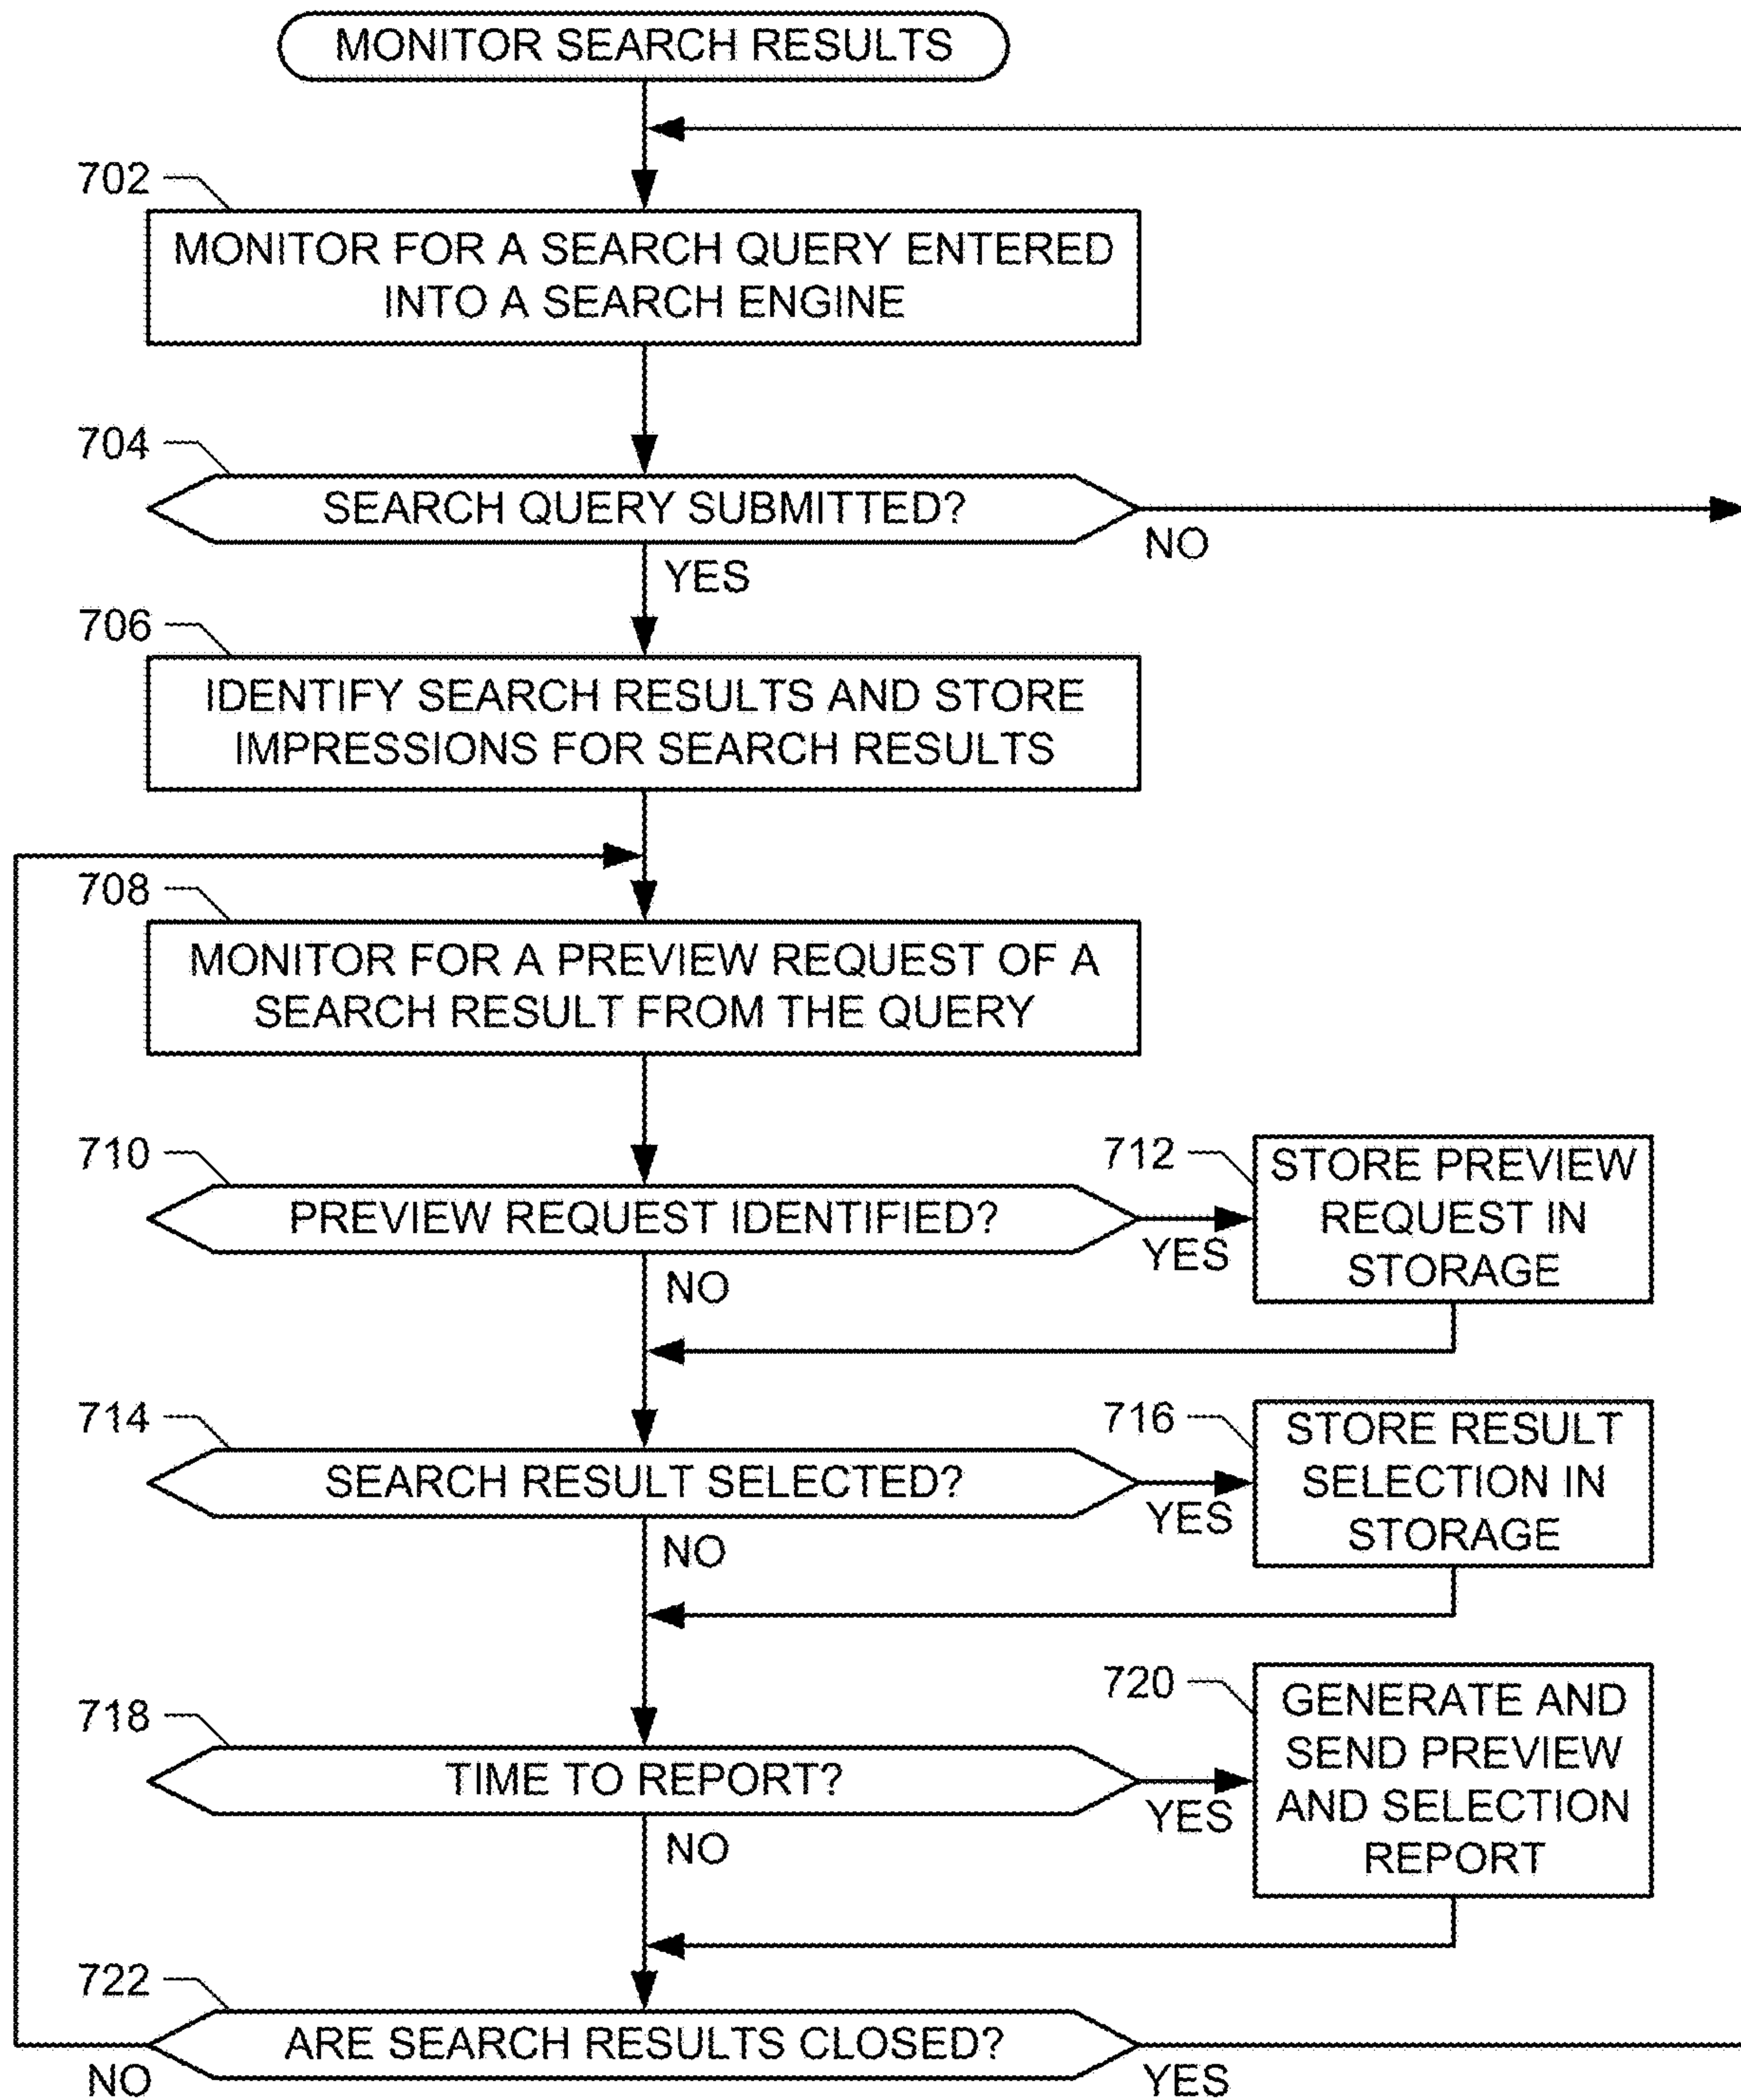 MONITOR SEARCH RESULTS
702
MONITOR FOR A SEARCH QUERY ENTERED
INTO A SEARCH ENGINE
704
SEARCH QUERY SUBMITTED?
NO
YES
706
IDENTIFY SEARCH RESULTS AND STORE
IMPRESSIONS FOR SEARCH RESULTS
708
MONITOR FOR A PREVIEW REQUEST OF A
SEARCH RESULT FROM THE QUERY
710
PREVIEW REQUEST IDENTIFIED?
YES
NO
712
STORE PREVIEW
REQUEST IN
STORAGE
714
SEARCH RESULT SELECTED?
YES
NO
716
STORE RESULT
SELECTION IN
STORAGE
718
TIME TO REPORT?
YES
NO
720
GENERATE AND
SEND PREVIEW
AND SELECTION
REPORT
722
ARE SEARCH RESULTS CLOSED?
NO
YES